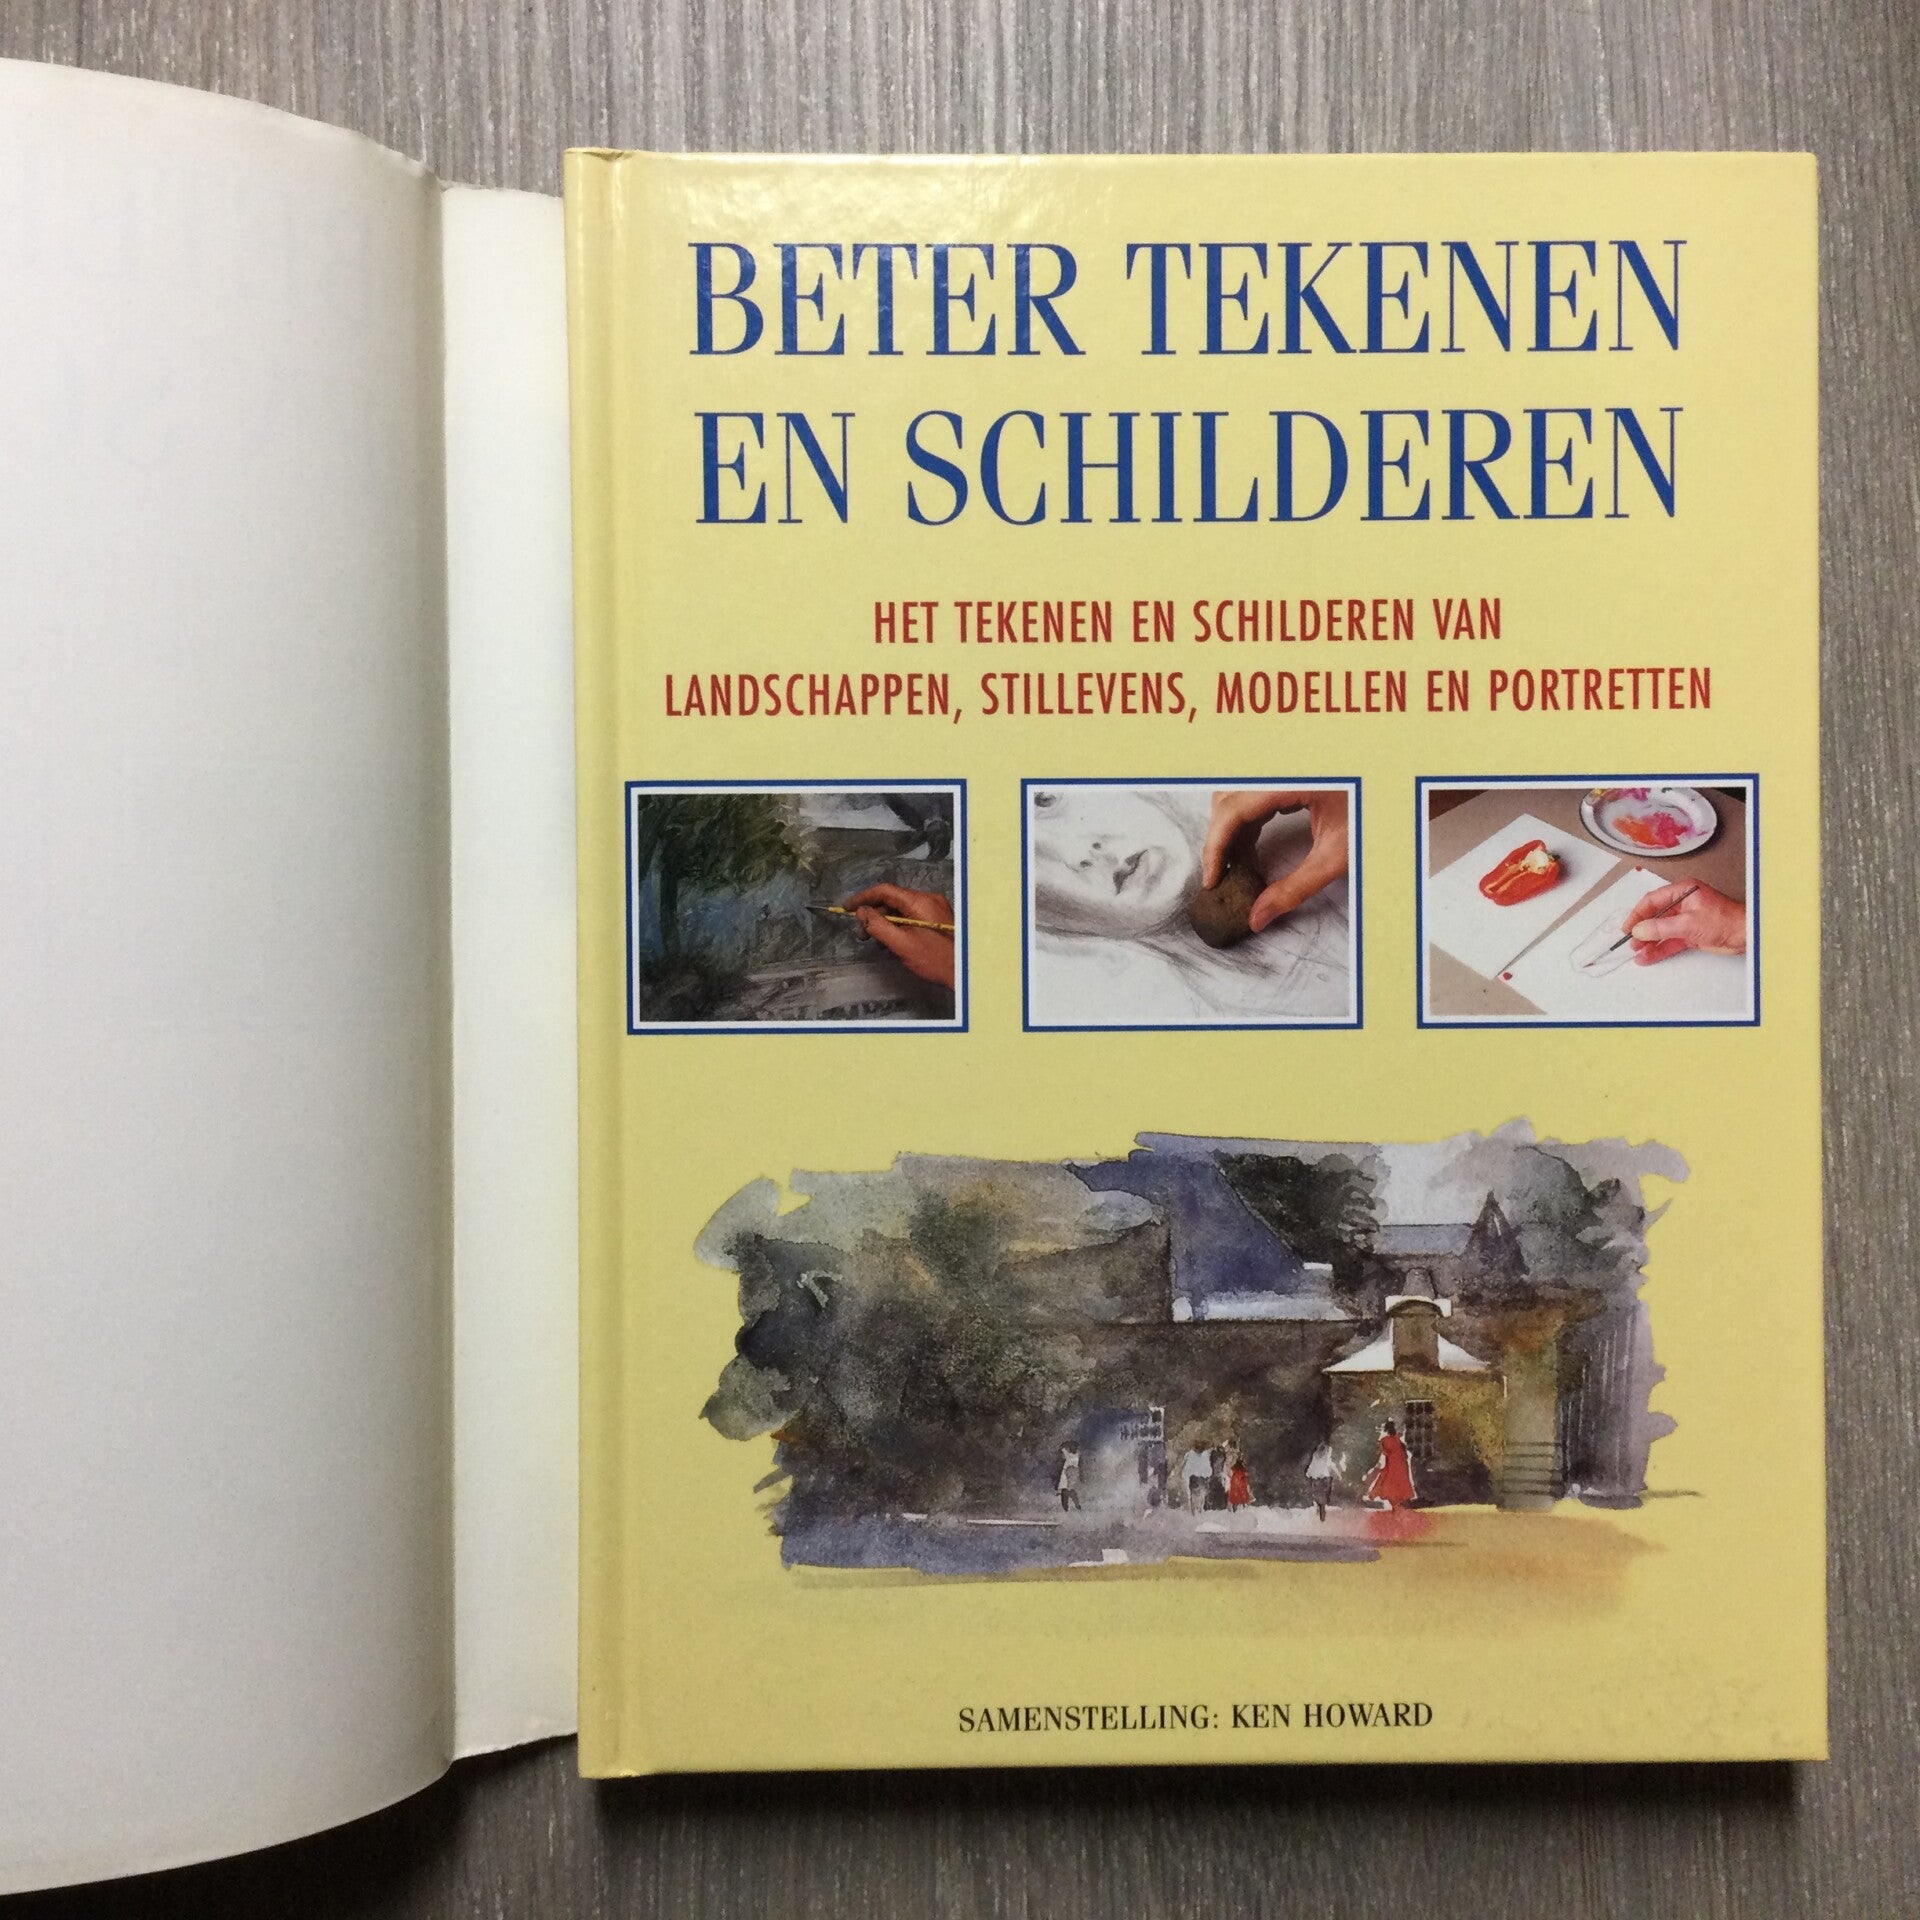 BETER TEKENEN
EN SCHILDEREN
HET TEKENEN EN SCHILDEREN VAN
LANDSCHAPPEN, STILLEVENS, MODELLEN EN PORTRETTEN
SAMENSTELLING: KEN HOWARD